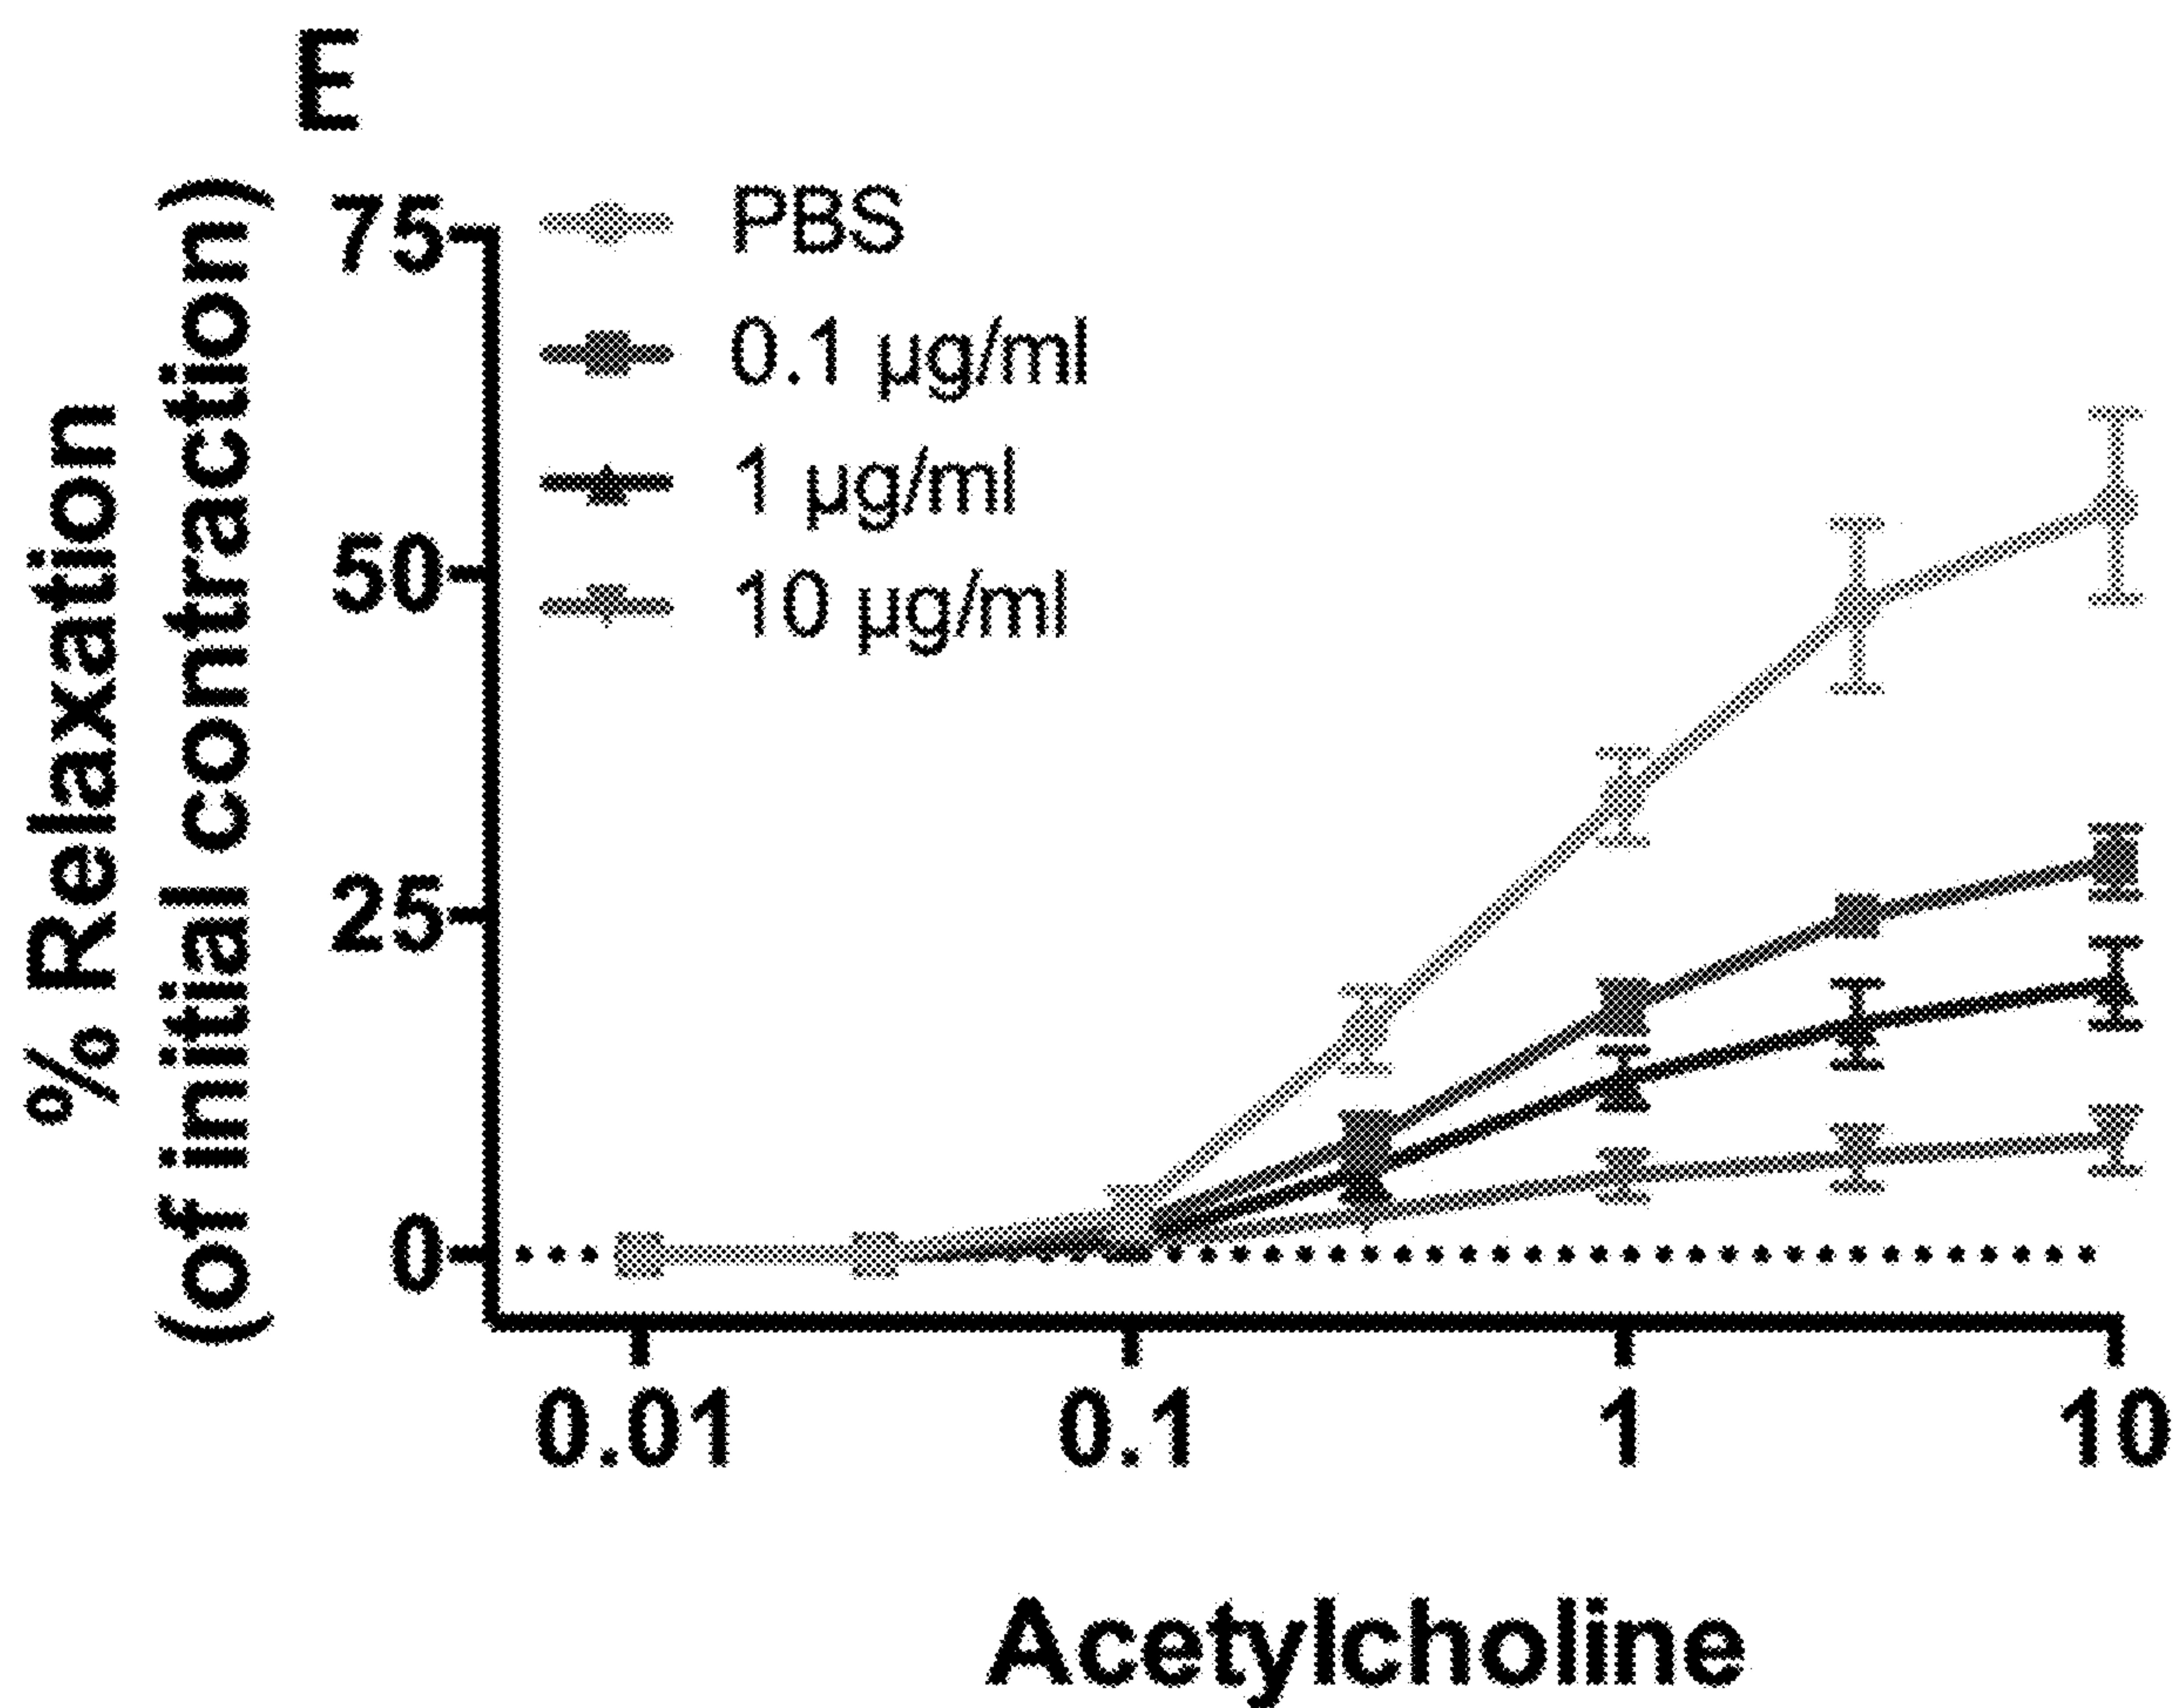 E
% Relaxation
(of initial contraction)
75
50
25
0
PBS
0.1 µg/ml
1 µg/ml
10 µg/ml
0.01
0.1
1
10
Acetylcholine